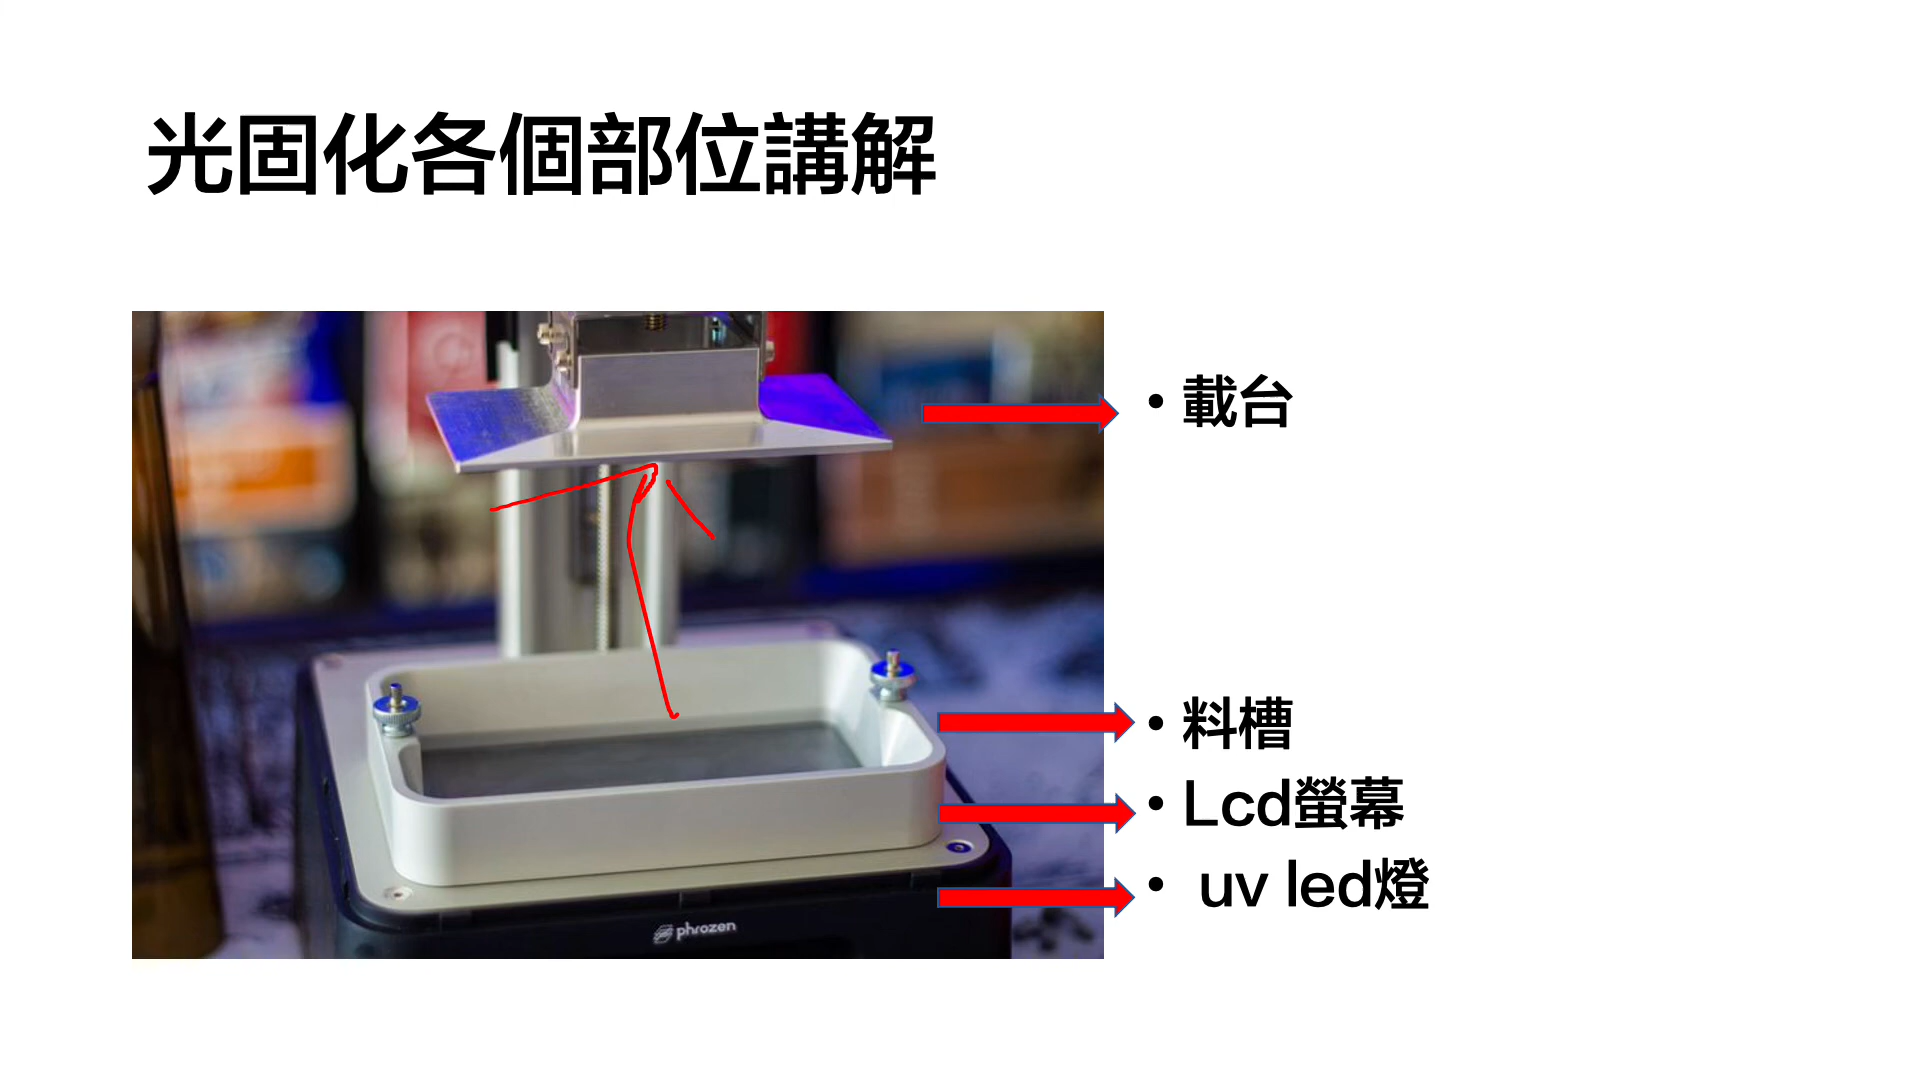 光固化各個部位講解
• 載台
• 料槽
• Lcd螢幕
• uv led燈
phrozen